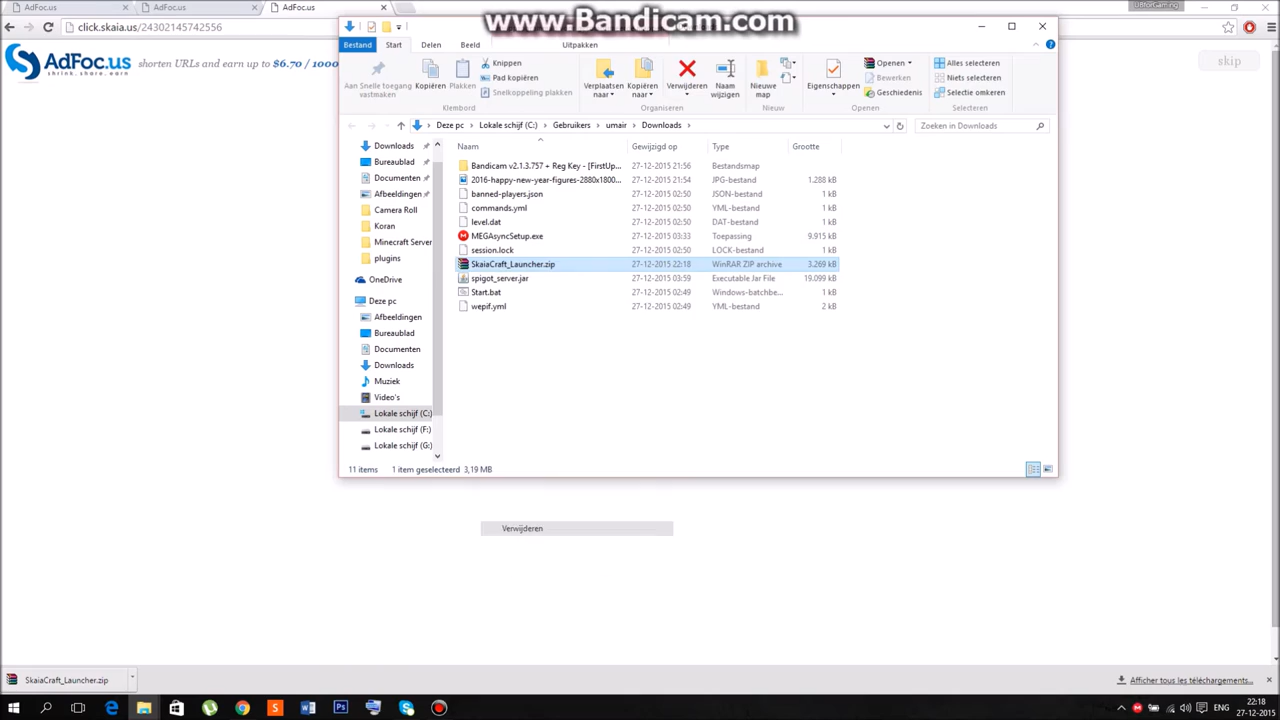 AdFoc.us
AdFoc.us
AdFoc.us
UBforGaming
click.skaia.us/24302145742556
AdFoc.us
shrink.share.earn
shorten URLs and earn up to $6.70 / 1000
skip
www.Bandicam.com
Bestand Start Delen Beeld Uitpakken
Aan Snelle toegang vastmaken
Kopiëren
Plakken
Knippen
Pad kopiëren
Snelkoppeling plakken
Klembord
Verplaatsen naar
Kopiëren naar
Verwijderen
Naam wijzigen
Organiseren
Nieuwe map
Nieuw
Eigenschappen
Openen
Bewerken
Geschiedenis
Openen
Alles selecteren
Niets selecteren
Selectie omkeren
Selecteren
Deze pc › Lokale schijf (C:) › Gebruikers › umair › Downloads ›
Zoeken in Downloads
Downloads
Bureaublad
Documenten
Afbeeldingen
Camera Roll
Koran
Minecraft Server
plugins
OneDrive
Deze pc
Afbeeldingen
Bureaublad
Documenten
Downloads
Muziek
Video's
Lokale schijf (C:)
Lokale schijf (F:)
Lokale schijf (G:)
Naam Gewijzigd op Type Grootte
Bandicam v2.1.3.757 + Reg Key - [FirstUp... 27-12-2015 21:56 Bestandsmap
2016-happy-new-year-figures-2880x1800... 27-12-2015 21:54 JPG-bestand 1.288 kB
banned-players.json 27-12-2015 02:50 JSON-bestand 1 kB
commands.yml 27-12-2015 02:50 YML-bestand 1 kB
level.dat 27-12-2015 02:50 DAT-bestand 1 kB
MEGAsyncSetup.exe 27-12-2015 03:33 Toepassing 9.915 kB
session.lock 27-12-2015 02:50 LOCK-bestand 1 kB
SkaiaCraft_Launcher.zip 27-12-2015 22:18 WinRAR ZIP archive 3.269 kB
spigot_server.jar 27-12-2015 03:59 Executable Jar File 19.099 kB
Start.bat 27-12-2015 02:49 Windows-batchbe... 1 kB
wepif.yml 27-12-2015 02:49 YML-bestand 2 kB
11 items 1 item geselecteerd 3,19 MB
Verwijderen
SkaiaCraft_Launcher.zip
Afficher tous les téléchargements...
ENG
22:18
27-12-2015